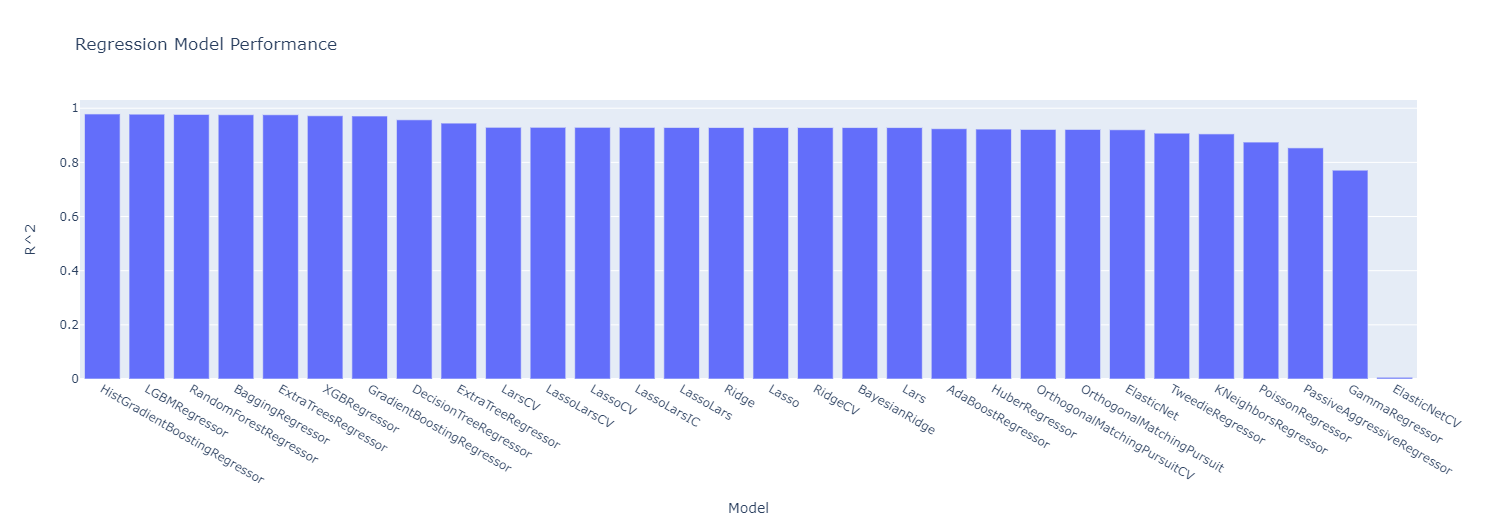 Regression Model Performance
1
0.8
0.6
0.4
0.2
0
R^2
HistGradientBoostingRegressor
LGBMRegressor
RandomForestRegressor
BaggingRegressor
ExtraTreesRegressor
XGBRegressor
GradientBoostingRegressor
DecisionTreeRegressor
ExtraTreeRegressor
LarsCV
LassoLarsCV
LassoCV
LassoLarsIC
LassoLars
Ridge
Lasso
RidgeCV
BayesianRidge
Lars
AdaBoostRegressor
HuberRegressor
OrthogonalMatchingPursuitCV
OrthogonalMatchingPursuit
ElasticNet
TweedieRegressor
KNeighborsRegressor
PoissonRegressor
PassiveAggressiveRegressor
GammaRegressor
ElasticNetCV
Model